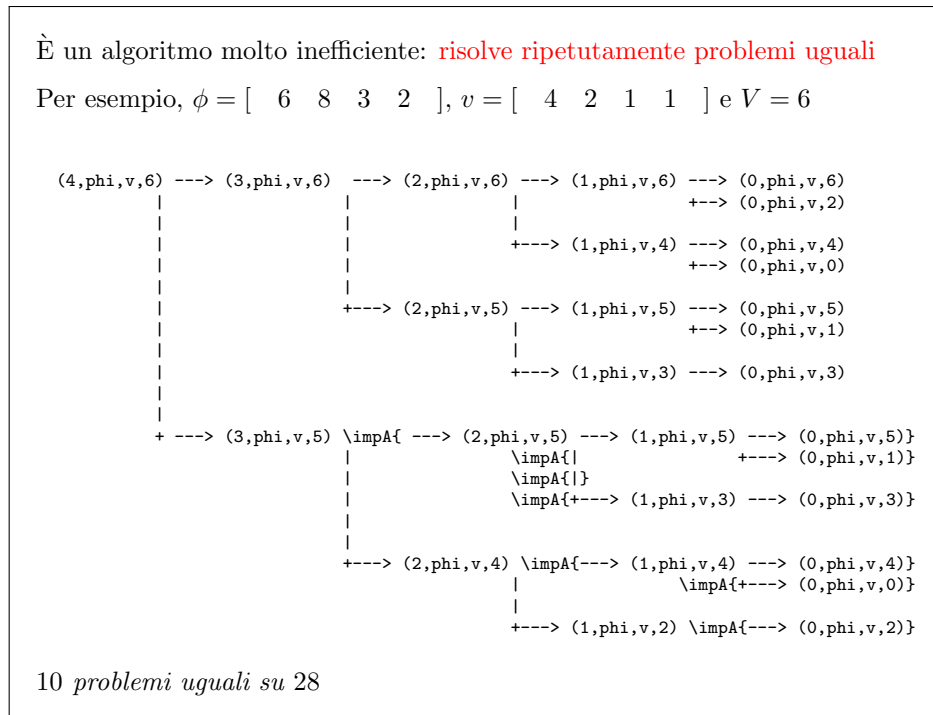 È un algoritmo molto inefficiente: risolve ripetutamente problemi uguali
Per esempio, ϕ = [ 6 8 3 2 ], v = [ 4 2 1 1 ] e V = 6
(4,phi,v,6) ---> (3,phi,v,6)  ---> (2,phi,v,6) ---> (1,phi,v,6) ---> (0,phi,v,6)
| | | +--> (0,phi,v,2)
| | |
| | +---> (1,phi,v,4) ---> (0,phi,v,4)
| | +--> (0,phi,v,0)
| |
| +---> (2,phi,v,5) ---> (1,phi,v,5) ---> (0,phi,v,5)
| | +--> (0,phi,v,1)
| |
| +---> (1,phi,v,3) ---> (0,phi,v,3)
|
|
+ ---> (3,phi,v,5) \impA{ ---> (2,phi,v,5) ---> (1,phi,v,5) ---> (0,phi,v,5)}
| \impA{| +---> (0,phi,v,1)}
| \impA{|}
| \impA{+---> (1,phi,v,3) ---> (0,phi,v,3)}
|
|
+---> (2,phi,v,4) \impA{---> (1,phi,v,4) ---> (0,phi,v,4)}
| \impA{+---> (0,phi,v,0)}
|
+---> (1,phi,v,2) \impA{---> (0,phi,v,2)}
10 problemi uguali su 28